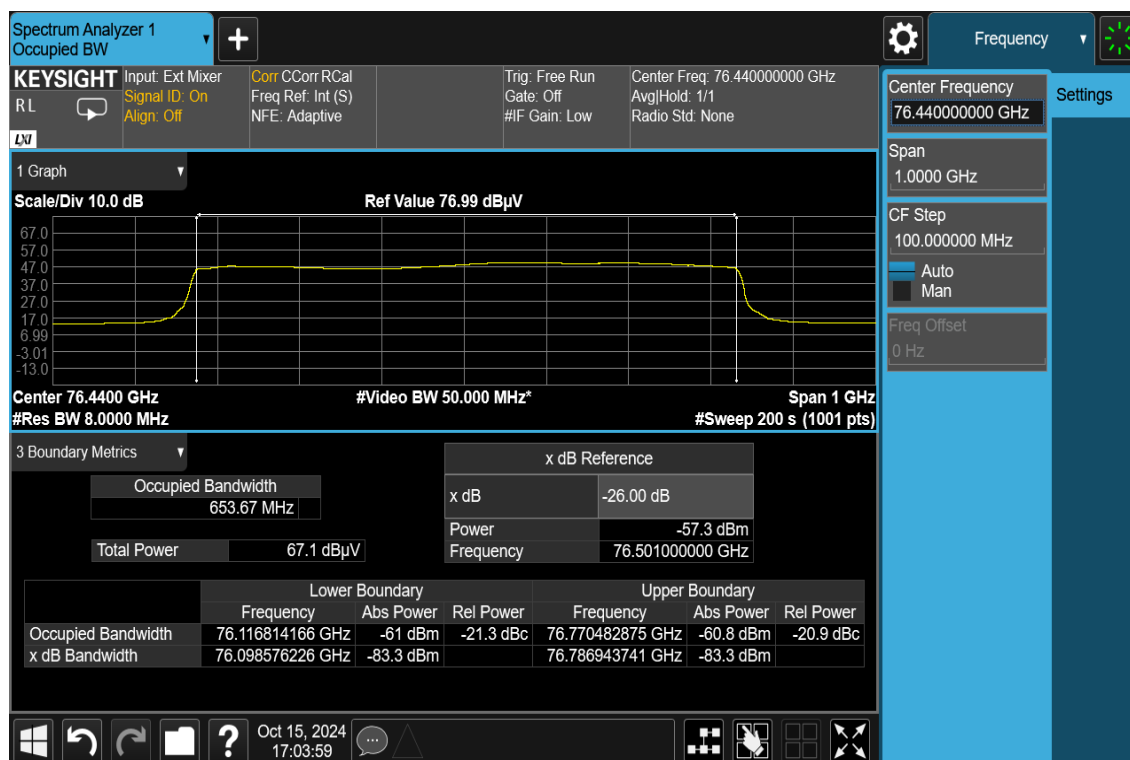 Spectrum Analyzer 1
Occupied BW
Frequency
KEYSIGHT
R L
LXI
Input: Ext Mixer
Signal ID: On
Align: Off
Corr CCorr RCal
Freq Ref: Int (S)
NFE: Adaptive
Trig: Free Run
Gate: Off
#IF Gain: Low
Center Freq: 76.440000000 GHz
Avg|Hold: 1/1
Radio Std: None
Center Frequency
76.440000000 GHz
Settings
Span
1.0000 GHz
CF Step
100.000000 MHz
Auto
Man
Freq Offset
0 Hz
1 Graph
Scale/Div 10.0 dB
Ref Value 76.99 dBµV
67.0
57.0
47.0
37.0
27.0
17.0
6.99
-3.01
-13.0
Center 76.4400 GHz
#Video BW 50.000 MHz*
Span 1 GHz
#Res BW 8.0000 MHz
#Sweep 200 s (1001 pts)
3 Boundary Metrics
Occupied Bandwidth
653.67 MHz
Total Power 67.1 dBµV
x dB Reference
x dB -26.00 dB
Power -57.3 dBm
Frequency 76.501000000 GHz
Lower Boundary Upper Boundary
Frequency Abs Power Rel Power Frequency Abs Power Rel Power
Occupied Bandwidth 76.116814166 GHz -61 dBm -21.3 dBc 76.770482875 GHz -60.8 dBm -20.9 dBc
x dB Bandwidth 76.098576226 GHz -83.3 dBm 76.786943741 GHz -83.3 dBm
Oct 15, 2024
17:03:59